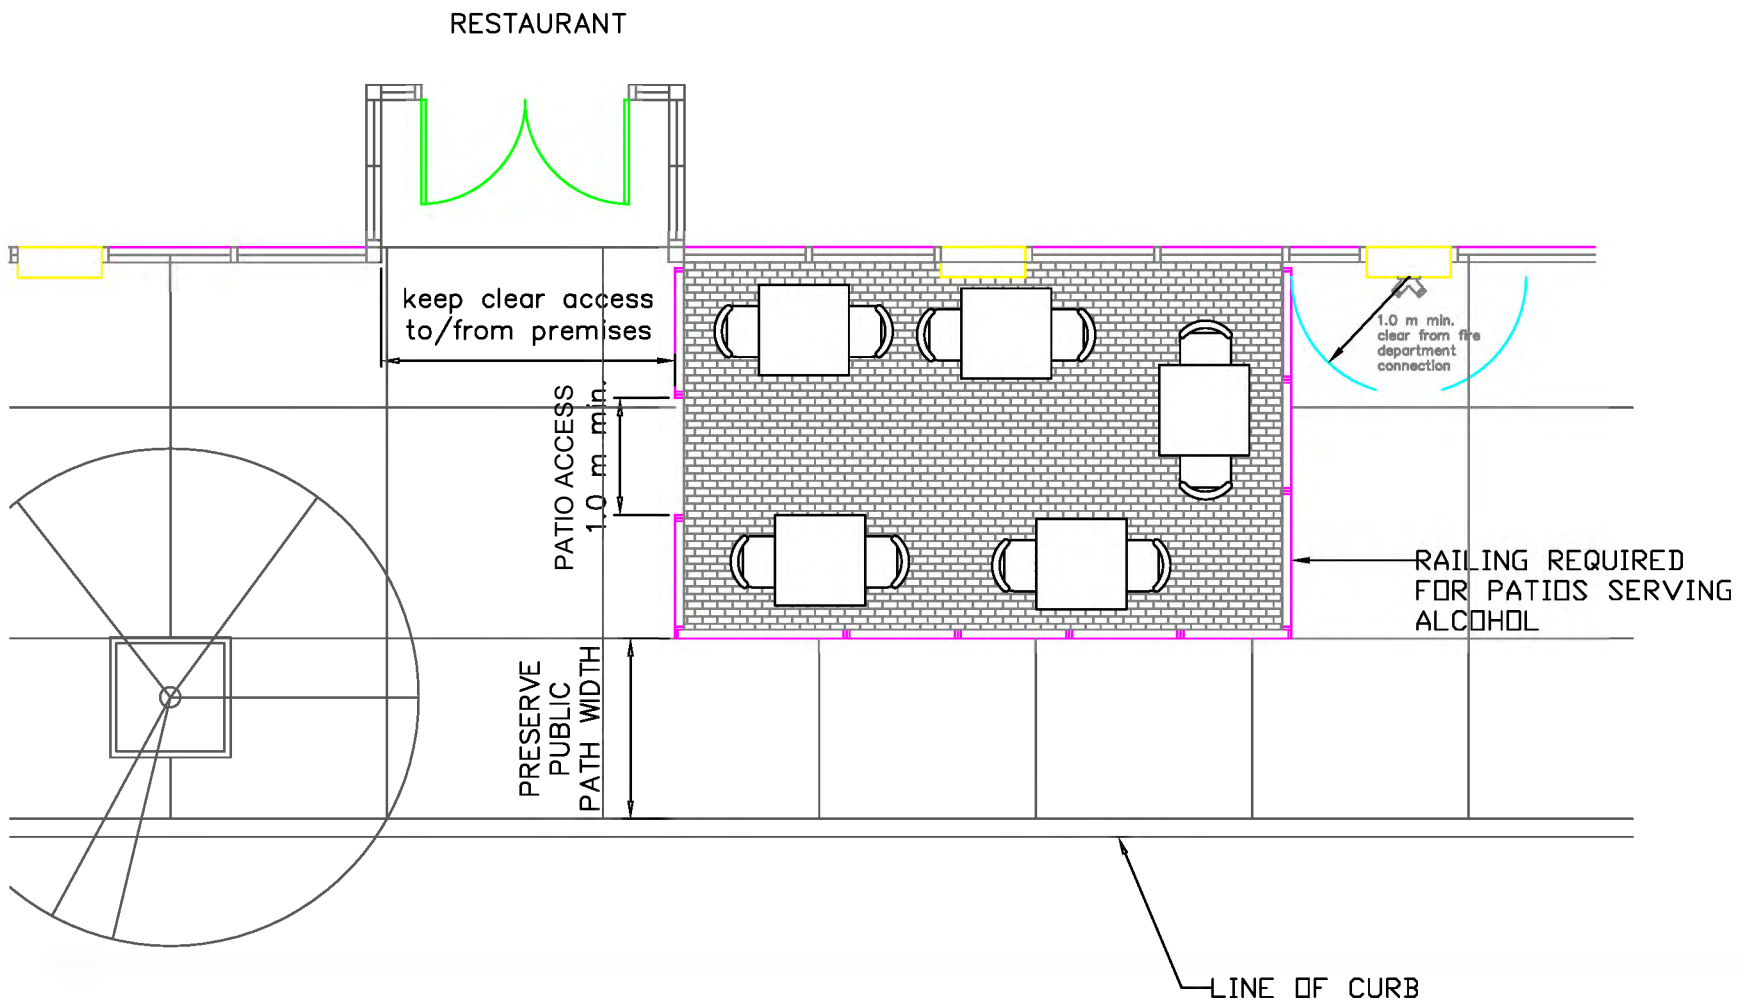 RESTAURANT
keep clear access
to/from premises
1.0 m min.
clear from fire
department
connection
PATIO ACCESS
1.0 m min.
RAILING REQUIRED
FOR PATIOS SERVING
ALCOHOL
PRESERVE
PUBLIC
PATH WIDTH
LINE OF CURB